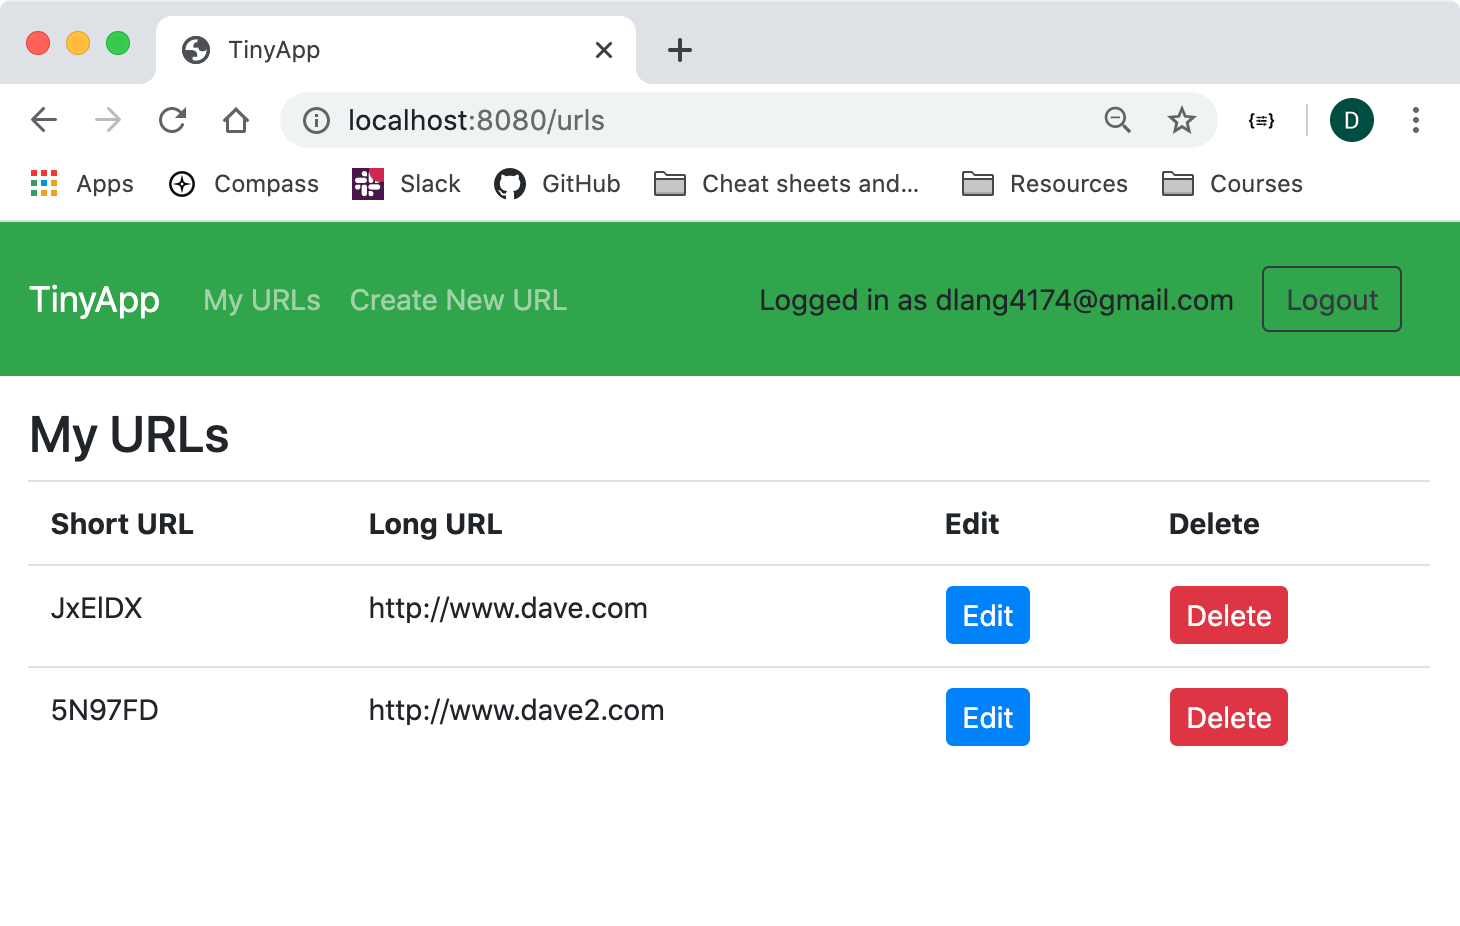 TinyApp
localhost:8080/urls
D
Apps Compass Slack GitHub Cheat sheets and... Resources Courses
TinyApp My URLs Create New URL Logged in as dlang4174@gmail.com Logout
My URLs
Short URL Long URL Edit Delete
JxElDX http://www.dave.com Edit Delete
5N97FD http://www.dave2.com Edit Delete